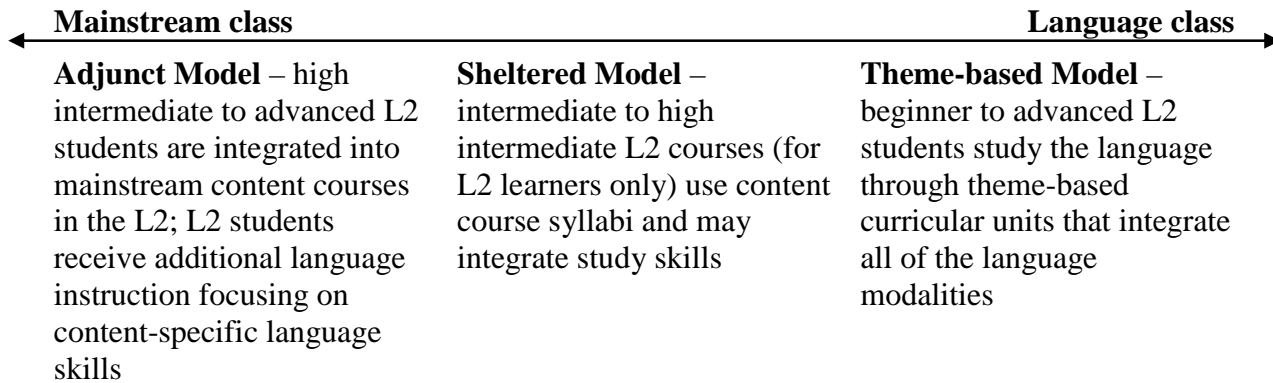 Mainstream class Language class
Adjunct Model – high
intermediate to advanced L2
students are integrated into
mainstream content courses
in the L2; L2 students
receive additional language
instruction focusing on
content-specific language
skills
Sheltered Model –
intermediate to high
intermediate L2 courses (for
L2 learners only) use content
course syllabi and may
integrate study skills
Theme-based Model –
beginner to advanced L2
students study the language
through theme-based
curricular units that integrate
all of the language
modalities